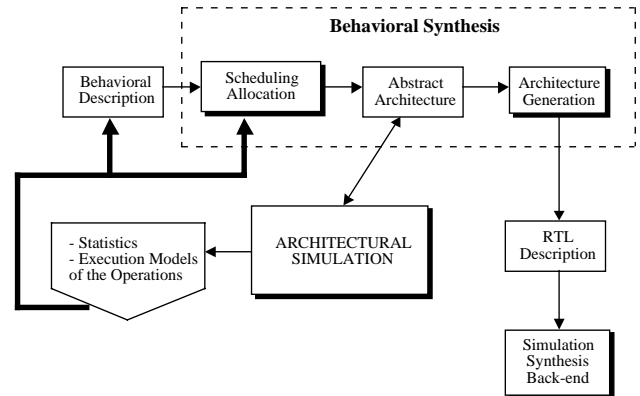 Behavioral Synthesis
Behavioral
Description
Scheduling
Allocation
Abstract
Architecture
Architecture
Generation
- Statistics
- Execution Models
of the Operations
ARCHITECTURAL
SIMULATION
RTL
Description
Simulation
Synthesis
Back-end